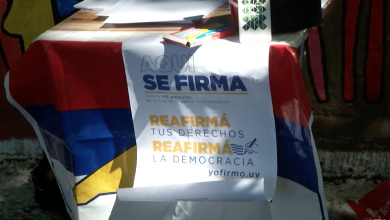 AQUÍ
SE FIRMA
REAFIRMÁ
TUS DERECHOS
REAFIRMÁ
LA DEMOCRACIA
yofirmo.uy